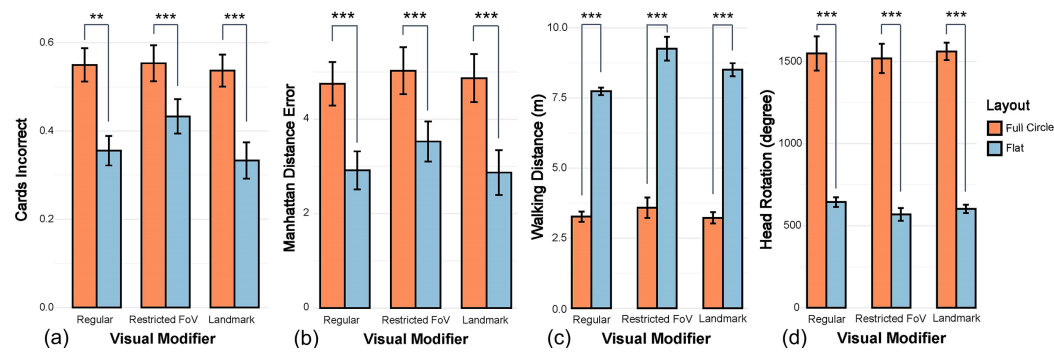 ** *** ***
Cards Incorrect
0.6
0.4
0.2
0.0
Regular Restricted FoV Landmark
(a) Visual Modifier
*** *** ***
Manhattan Distance Error
4
2
0
Regular Restricted FoV Landmark
(b) Visual Modifier
*** *** ***
Walking Distance (m)
10.0
7.5
5.0
2.5
0.0
Regular Restricted FoV Landmark
(c) Visual Modifier
*** *** ***
Head Rotation (degree)
1500
1000
500
0
Regular Restricted FoV Landmark
(d) Visual Modifier
Layout
Full Circle
Flat